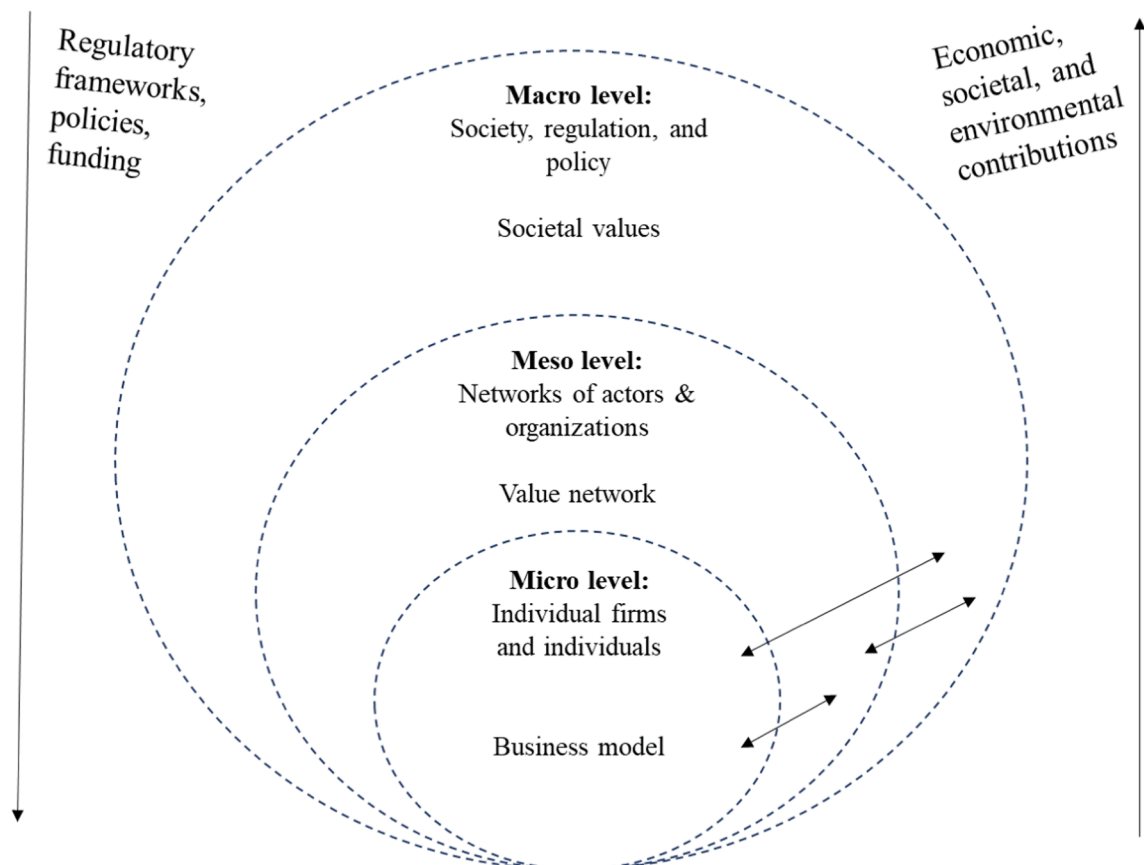 Regulatory
frameworks,
policies,
funding
Economic,
societal, and
environmental
contributions
Macro level:
Society, regulation, and
policy
Societal values
Meso level:
Networks of actors &
organizations
Value network
Micro level:
Individual firms
and individuals
Business model